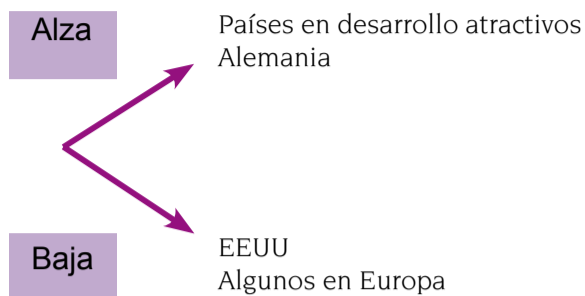 Alza
Países en desarrollo atractivos
Alemania
Baja
EEUU
Algunos en Europa